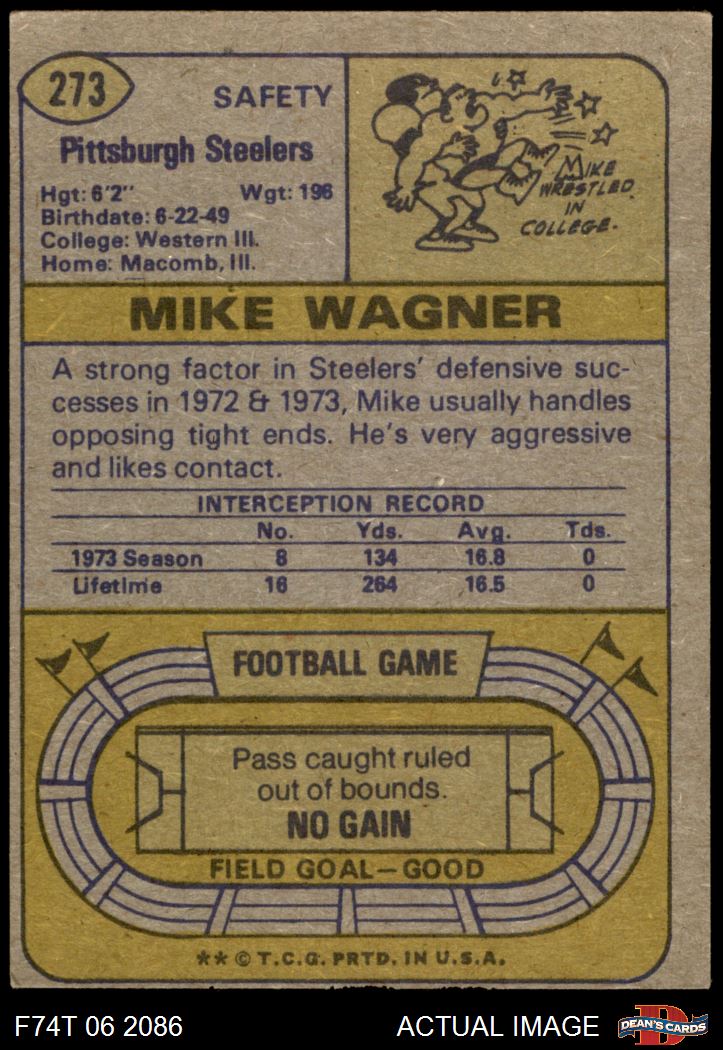 273
SAFETY
Pittsburgh Steelers
Hgt: 6'2" Wgt: 196
Birthdate: 6-22-49
College: Western Ill.
Home: Macomb, Ill.
MIKE
WRESTLED
IN
COLLEGE.
MIKE WAGNER
A strong factor in Steelers' defensive suc-
cesses in 1972 & 1973, Mike usually handles
opposing tight ends. He's very aggressive
and likes contact.
INTERCEPTION RECORD
No. Yds. Avg. Tds.
1973 Season 8 134 16.8 0
Lifetime 16 264 16.5 0
FOOTBALL GAME
Pass caught ruled
out of bounds.
NO GAIN
FIELD GOAL—GOOD
** © T.C.G. PRTD. IN U.S.A.
F74T 06 2086 ACTUAL IMAGE
D
DEAN'S CARDS